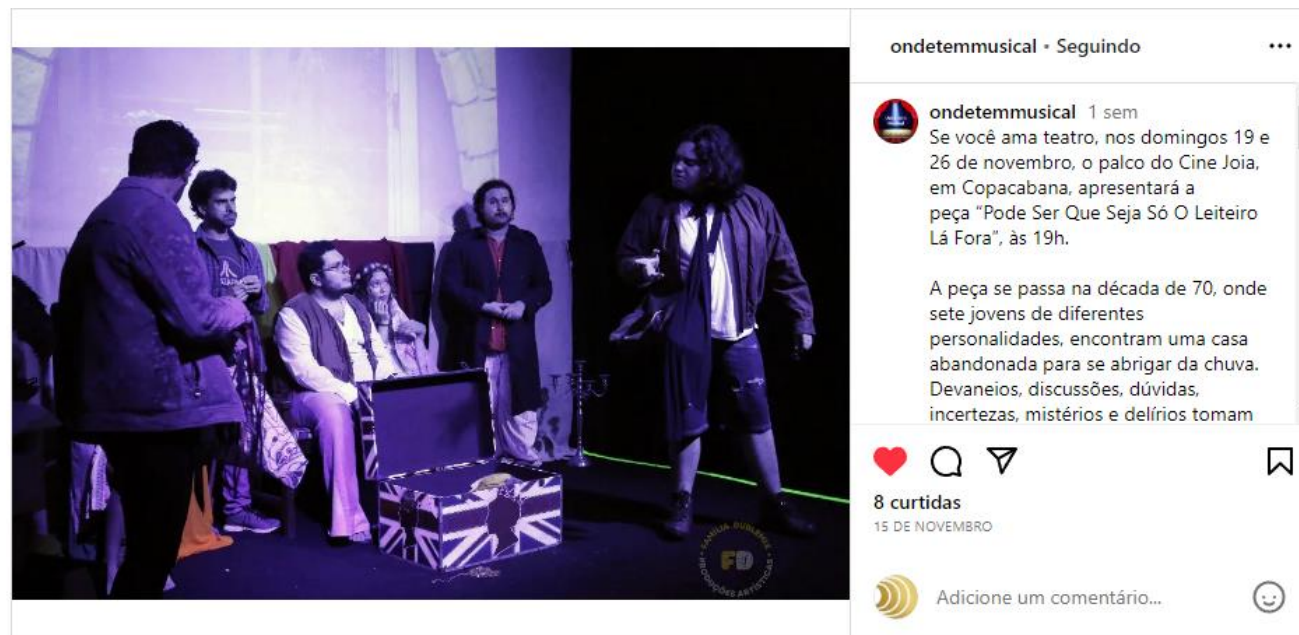 ondetemmusical • Seguindo
ondetemmusical 1 sem
Se você ama teatro, nos domingos 19 e
26 de novembro, o palco do Cine Joia,
em Copacabana, apresentará a
peça “Pode Ser Que Seja Só O Leiteiro
Lá Fora”, às 19h.
A peça se passa na década de 70, onde
sete jovens de diferentes
personalidades, encontram uma casa
abandonada para se abrigar da chuva.
Devaneios, discussões, dúvidas,
incertezas, mistérios e delírios tomam
8 curtidas
15 DE NOVEMBRO
Adicione um comentário...
FD
PRODUÇÕES ARTÍSTICAS